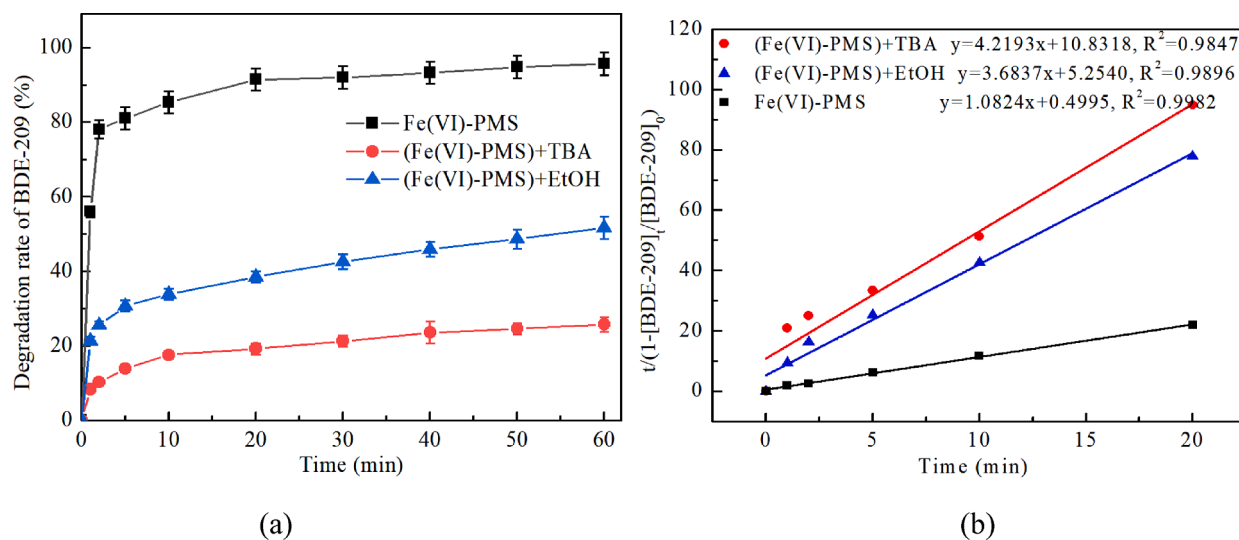 100
80
60
40
20
0
Degradation rate of BDE-209 (%)
Fe(VI)-PMS
(Fe(VI)-PMS)+TBA
(Fe(VI)-PMS)+EtOH
0 10 20 30 40 50 60
Time (min)
(a)
120
100
80
60
40
20
0
t/(1-[BDE-209]t/[BDE-209]0)
(Fe(VI)-PMS)+TBA y=4.2193x+10.8318, R²=0.9847
(Fe(VI)-PMS)+EtOH y=3.6837x+5.2540, R²=0.9896
Fe(VI)-PMS y=1.0824x+0.4995, R²=0.9982
0 5 10 15 20
Time (min)
(b)